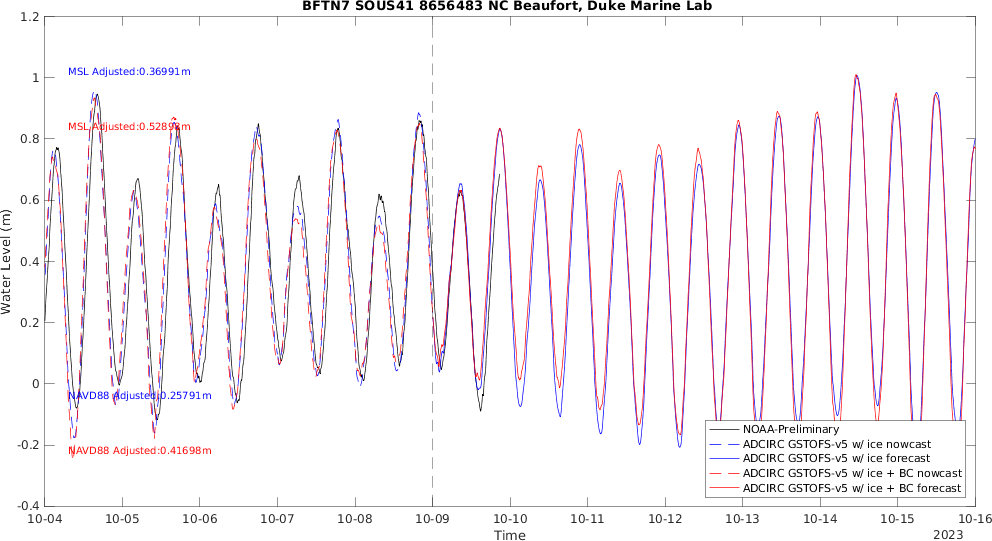 BFTN7 SOUS41 8656483 NC Beaufort, Duke Marine Lab
1.2
1
0.8
0.6
0.4
0.2
0
-0.2
-0.4
Water Level (m)
MSL Adjusted:0.36991m
MSL Adjusted:0.5289 m
NAVD88 Adjusted:0.25791m
NAVD88 Adjusted:0.41698m
NOAA-Preliminary
ADCIRC GSTOFS-v5 w/ ice nowcast
ADCIRC GSTOFS-v5 w/ ice forecast
ADCIRC GSTOFS-v5 w/ ice + BC nowcast
ADCIRC GSTOFS-v5 w/ ice + BC forecast
10-04 10-05 10-06 10-07 10-08 10-09 10-10 10-11 10-12 10-13 10-14 10-15 10-16
Time
2023